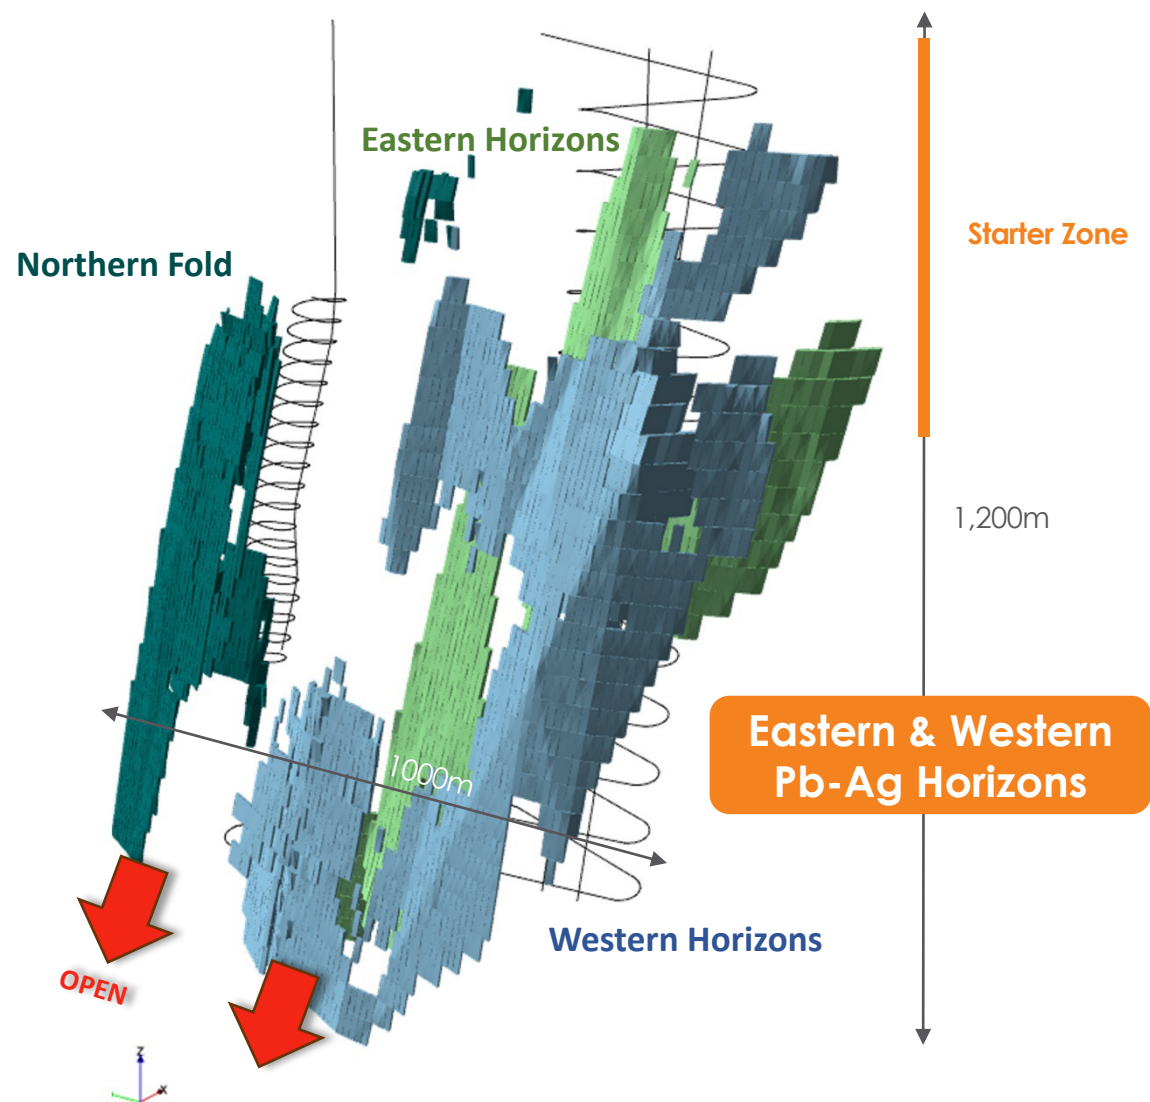 Eastern Horizons
Starter Zone
Northern Fold
1,200m
Eastern & Western
Pb-Ag Horizons
1000m
Western Horizons
OPEN
Z
X